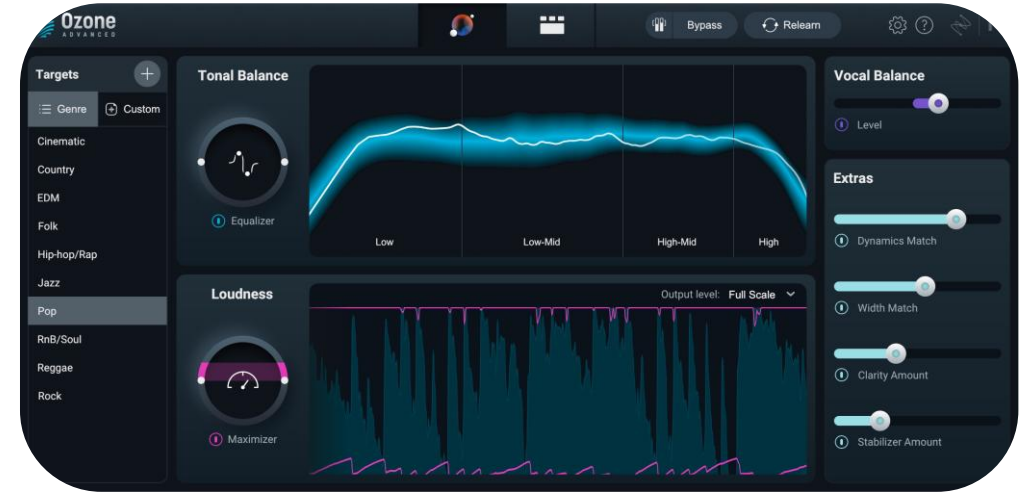 Ozone
ADVANCED
Bypass
Relearn
Targets
Genre
Custom
Cinematic
Country
EDM
Folk
Hip-hop/Rap
Jazz
Pop
RnB/Soul
Reggae
Rock
Tonal Balance
Equalizer
Low
Low-Mid
High-Mid
High
Loudness
Maximizer
Output level: Full Scale
Vocal Balance
Level
Extras
Dynamics Match
Width Match
Clarity Amount
Stabilizer Amount